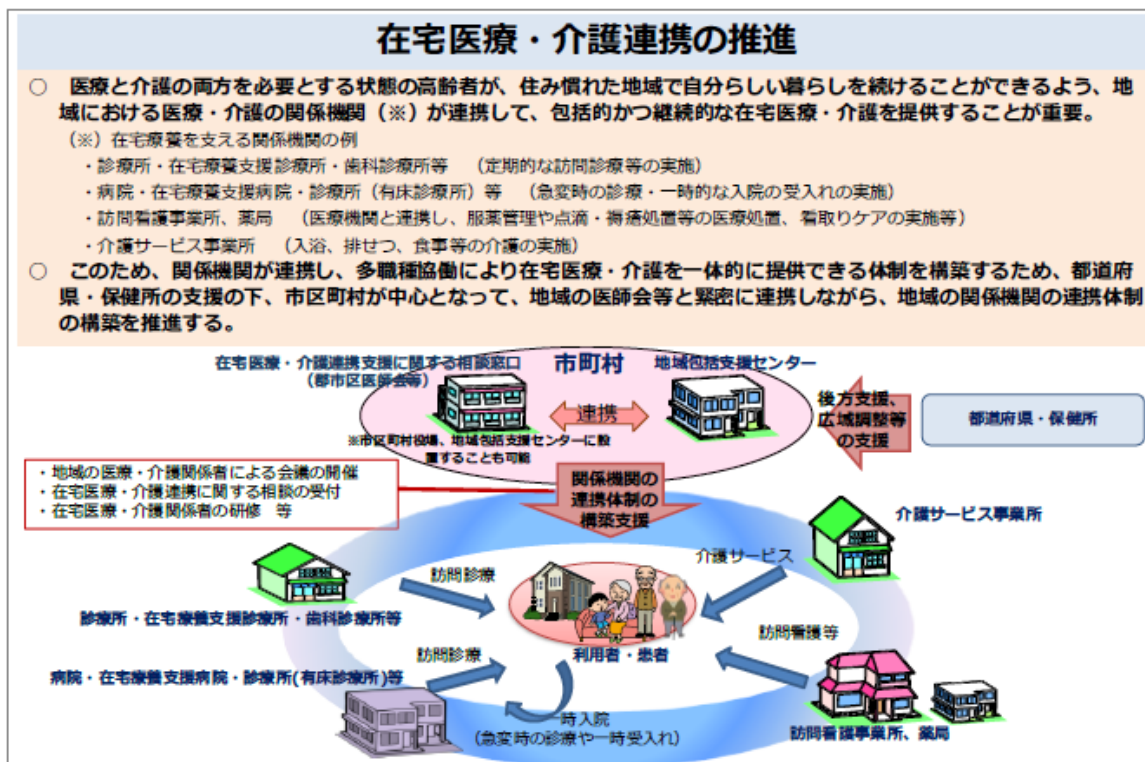 在宅医療・介護連携の推進
○ 医療と介護の両方を必要とする状態の高齢者が、住み慣れた地域で自分らしい暮らしを続けることができるよう、地
域における医療・介護の関係機関（※）が連携して、包括的かつ継続的な在宅医療・介護を提供することが重要。
（※）在宅療養を支える関係機関の例
・診療所・在宅療養支援診療所・歯科診療所等 （定期的な訪問診療等の実施）
・病院・在宅療養支援病院・診療所（有床診療所）等 （急変時の診療・一時的な入院の受入れの実施）
・訪問看護事業所、薬局 （医療機関と連携し、服薬管理や点滴・褥瘡処置等の医療処置、看取りケアの実施等）
・介護サービス事業所 （入浴、排せつ、食事等の介護の実施）
○ このため、関係機関が連携し、多職種協働により在宅医療・介護を一体的に提供できる体制を構築するため、都道府
県・保健所の支援の下、市区町村が中心となって、地域の医師会等と緊密に連携しながら、地域の関係機関の連携体制
の構築を推進する。
在宅医療・介護連携支援に関する相談窓口
（郡市区医師会等）
市町村
地域包括支援センター
連携
※市区町村役場、地域包括支援センターに設
置することも可能
後方支援、
広域調整等
の支援
都道府県・保健所
・地域の医療・介護関係者による会議の開催
・在宅医療・介護連携に関する相談の受付
・在宅医療・介護関係者の研修 等
関係機関の
連携体制の
構築支援
介護サービス事業所
訪問診療
介護サービス
診療所・在宅療養支援診療所・歯科診療所等
利用者・患者
訪問看護等
訪問診療
病院・在宅療養支援病院・診療所(有床診療所)等
一時入院
（急変時の診療や一時受入れ）
訪問看護事業所、薬局